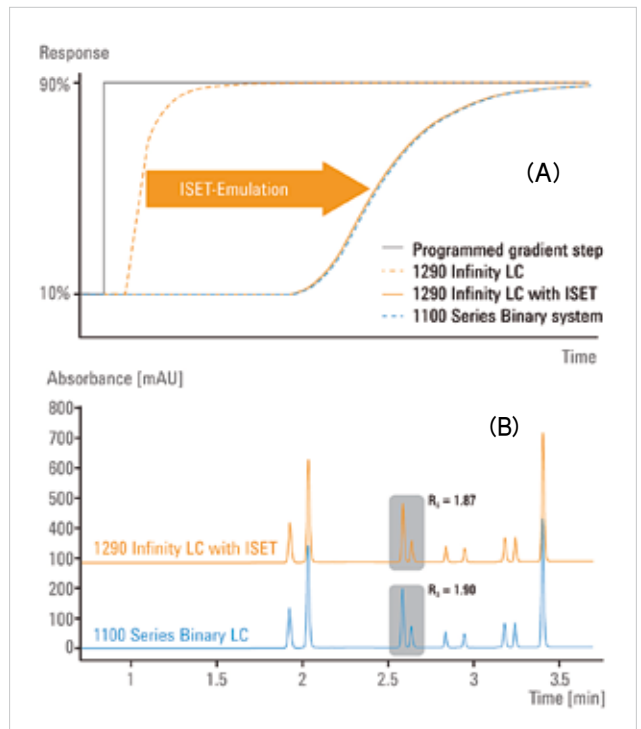 Response
90%
ISET-Emulation
(A)
Programmed gradient step
1290 Infinity LC
1290 Infinity LC with ISET
1100 Series Binary system
10%
Time
Absorbance [mAU]
800
700
600
500
400
100
200
100
0
(B)
Rs = 1.87
1290 Infinity LC with ISET
Rs = 1.90
1100 Series Binary LC
1
1.5
2
2.5
3
3.5
Time [min]